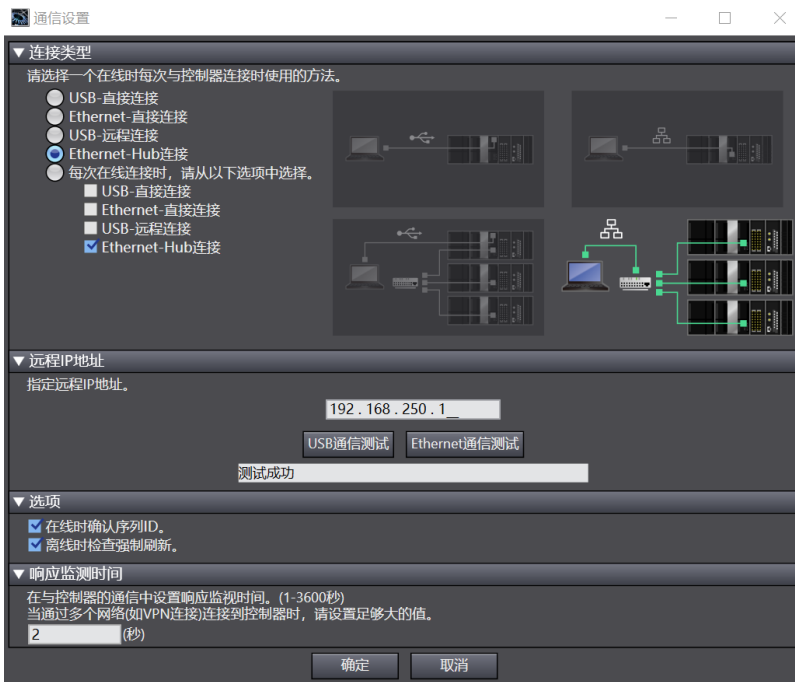 通信设置
▼连接类型
请选择一个在线时每次与控制器连接时使用的方法。
USB-直接连接
Ethernet-直接连接
USB-远程连接
Ethernet-Hub连接
每次在线连接时，请从以下选项中选择。
USB-直接连接
Ethernet-直接连接
USB-远程连接
Ethernet-Hub连接
▼远程IP地址
指定远程IP地址。
192.168.250.1_
USB通信测试 Ethernet通信测试
测试成功
▼选项
在线时确认序列ID。
离线时检查强制刷新。
▼响应监测时间
在与控制器的通信中设置响应监视时间。(1-3600秒)
当通过多个网络(如VPN连接)连接到控制器时，请设置足够大的值。
2 (秒)
确定 取消